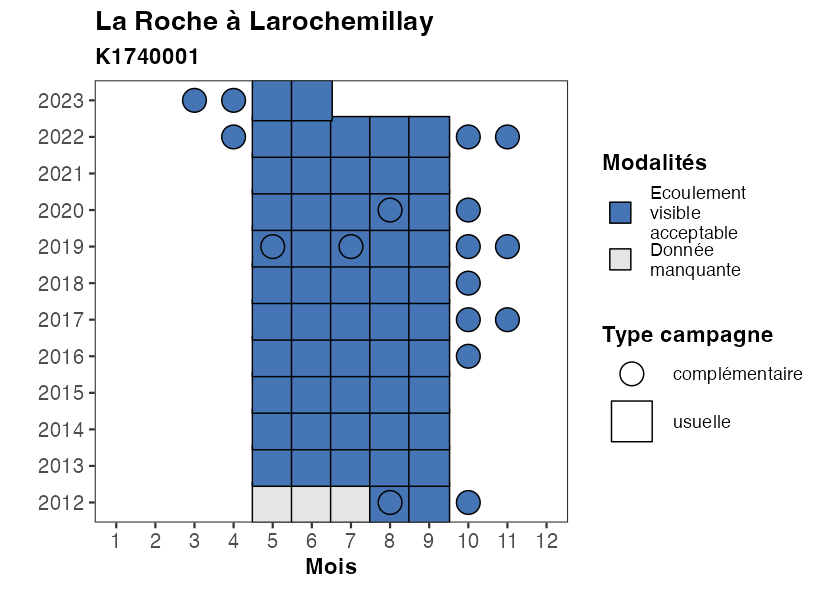 La Roche à Larochemillay
K1740001
2023
2022
2021
2020
2019
2018
2017
2016
2015
2014
2013
2012
1 2 3 4 5 6 7 8 9 10 11 12
Mois
Modalités
Ecoulement
visible
acceptable
Donnée
manquante
Type campagne
complémentaire
usuelle